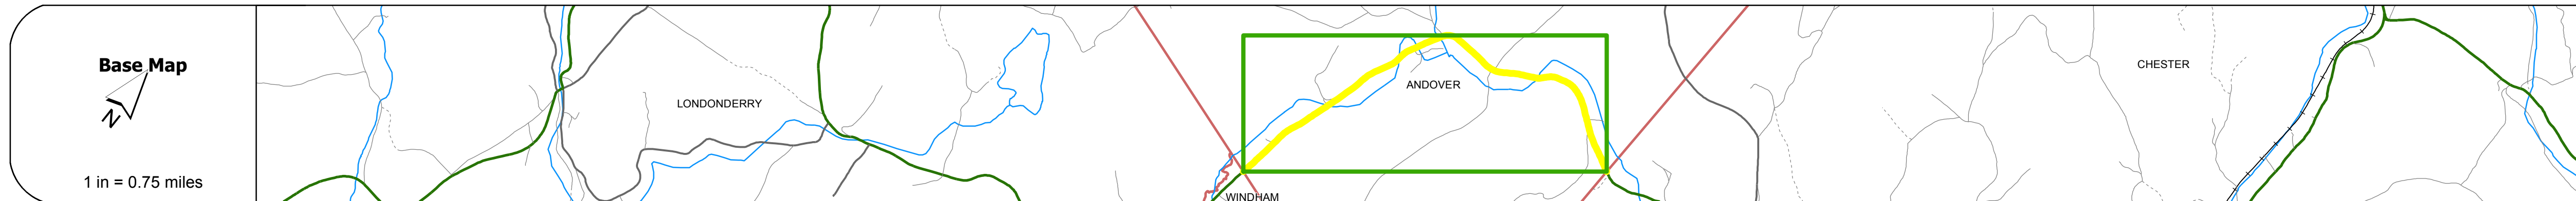 Base Map
N
1 in = 0.75 miles
LONDONDERRY
WINDHAM
ANDOVER
CHESTER